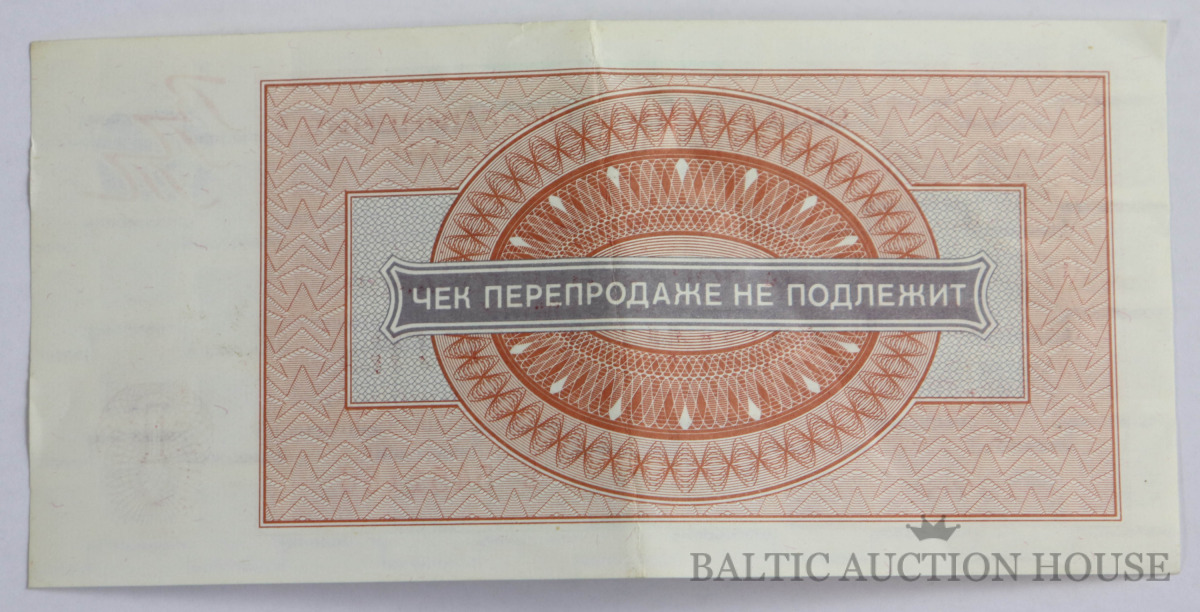 ЧЕК ПЕРЕПРОДАЖЕ НЕ ПОДЛЕЖИТ
BALTIC AUCTION HOUSE